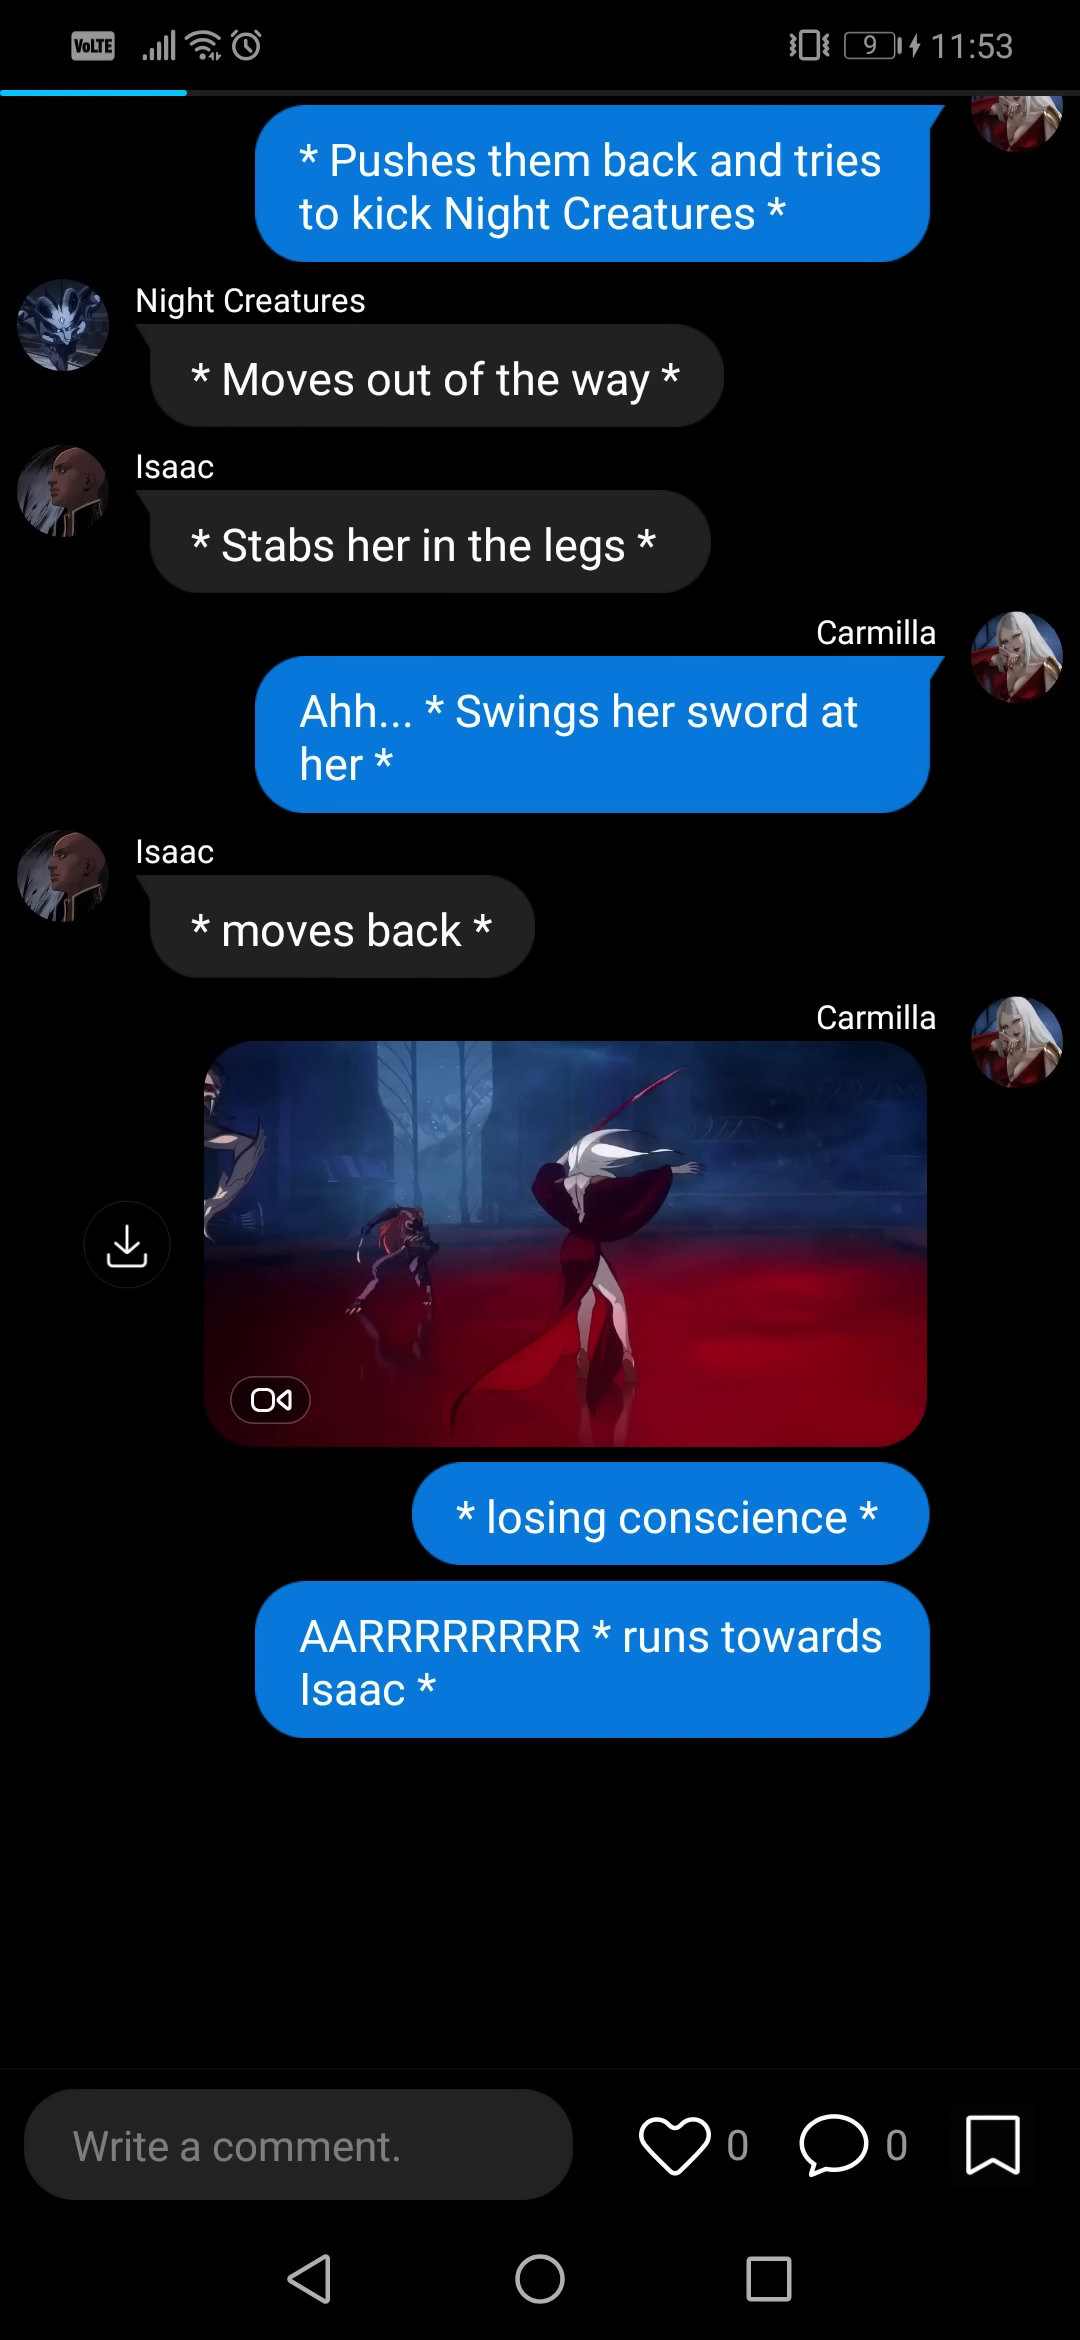 VoLTE 9 11:53
* Pushes them back and tries
to kick Night Creatures *
Night Creatures
* Moves out of the way *
Isaac
* Stabs her in the legs *
Carmilla
Ahh... * Swings her sword at
her *
Isaac
* moves back *
Carmilla
* losing conscience *
AARRRRRRRR * runs towards
Isaac *
Write a comment. 0 0